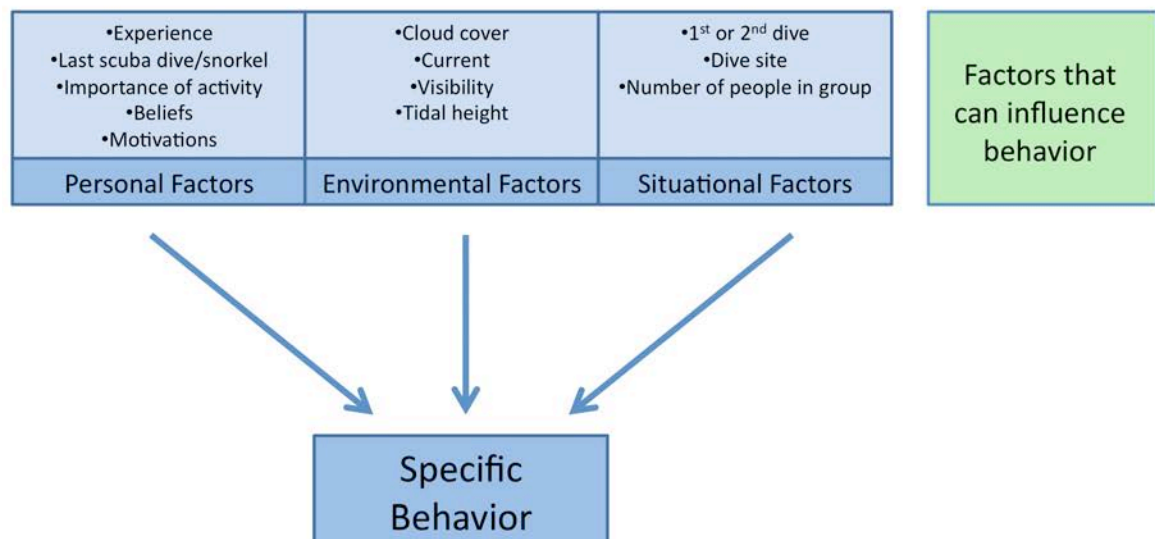 •Experience
•Last scuba dive/snorkel
•Importance of activity
•Beliefs
•Motivations
Personal Factors
•Cloud cover
•Current
•Visibility
•Tidal height
Environmental Factors
•1st or 2nd dive
•Dive site
•Number of people in group
Situational Factors
Factors that
can influence
behavior
Specific
Behavior